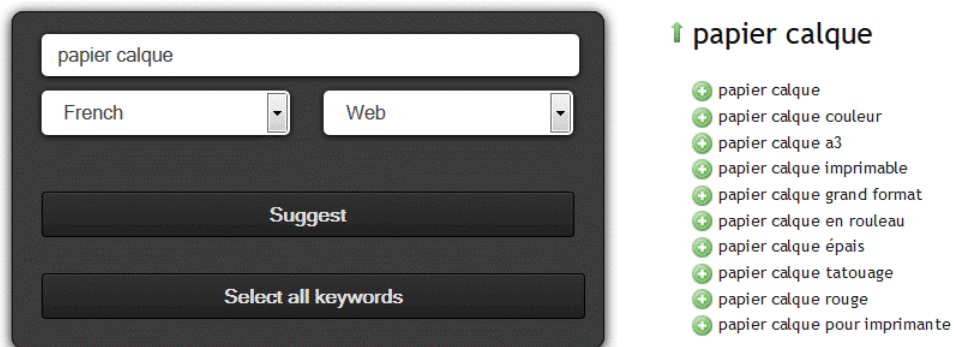 papier calque
French
Web
Suggest
Select all keywords
papier calque
papier calque
papier calque couleur
papier calque a3
papier calque imprimable
papier calque grand format
papier calque en rouleau
papier calque épais
papier calque tatouage
papier calque rouge
papier calque pour imprimante